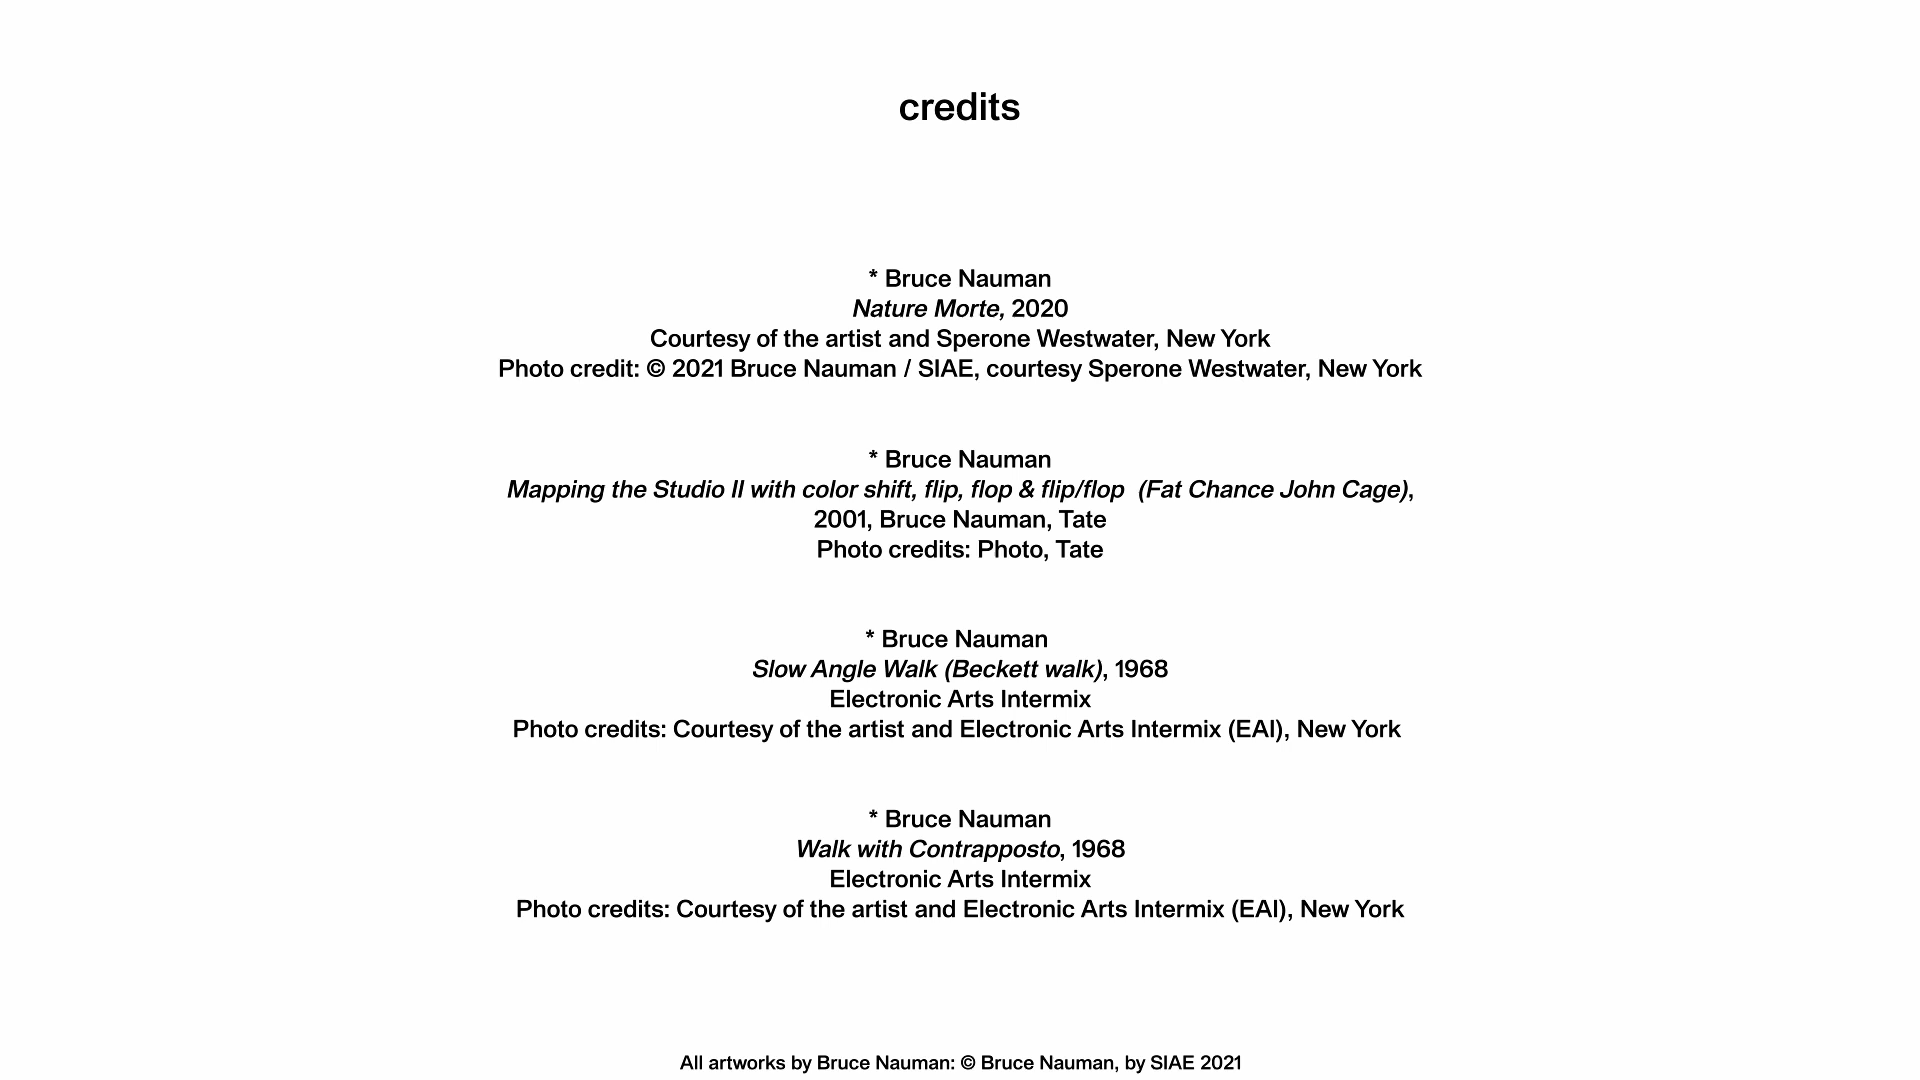 credits
* Bruce Nauman
Nature Morte, 2020
Courtesy of the artist and Sperone Westwater, New York
Photo credit: © 2021 Bruce Nauman / SIAE, courtesy Sperone Westwater, New York
* Bruce Nauman
Mapping the Studio II with color shift, flip, flop & flip/flop  (Fat Chance John Cage),
2001, Bruce Nauman, Tate
Photo credits: Photo, Tate
* Bruce Nauman
Slow Angle Walk (Beckett walk), 1968
Electronic Arts Intermix
Photo credits: Courtesy of the artist and Electronic Arts Intermix (EAI), New York
* Bruce Nauman
Walk with Contrapposto, 1968
Electronic Arts Intermix
Photo credits: Courtesy of the artist and Electronic Arts Intermix (EAI), New York
All artworks by Bruce Nauman: © Bruce Nauman, by SIAE 2021